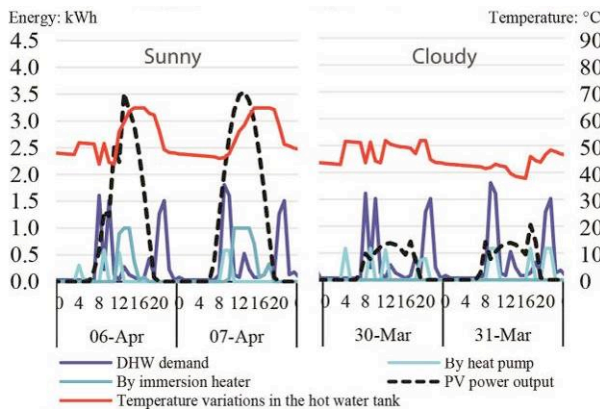 Energy: kWh Temperature: °C
Sunny Cloudy
4.5 90
4.0 80
3.5 70
3.0 60
2.5 50
2.0 40
1.5 30
1.0 20
0.5 10
0.0 0
0 4 8 12 16 20 0 4 8 12 16 20 0 4 8 12 16 20 0 4 8 12 16 20
06-Apr 07-Apr 30-Mar 31-Mar
DHW demand By heat pump
By immersion heater PV power output
Temperature variations in the hot water tank